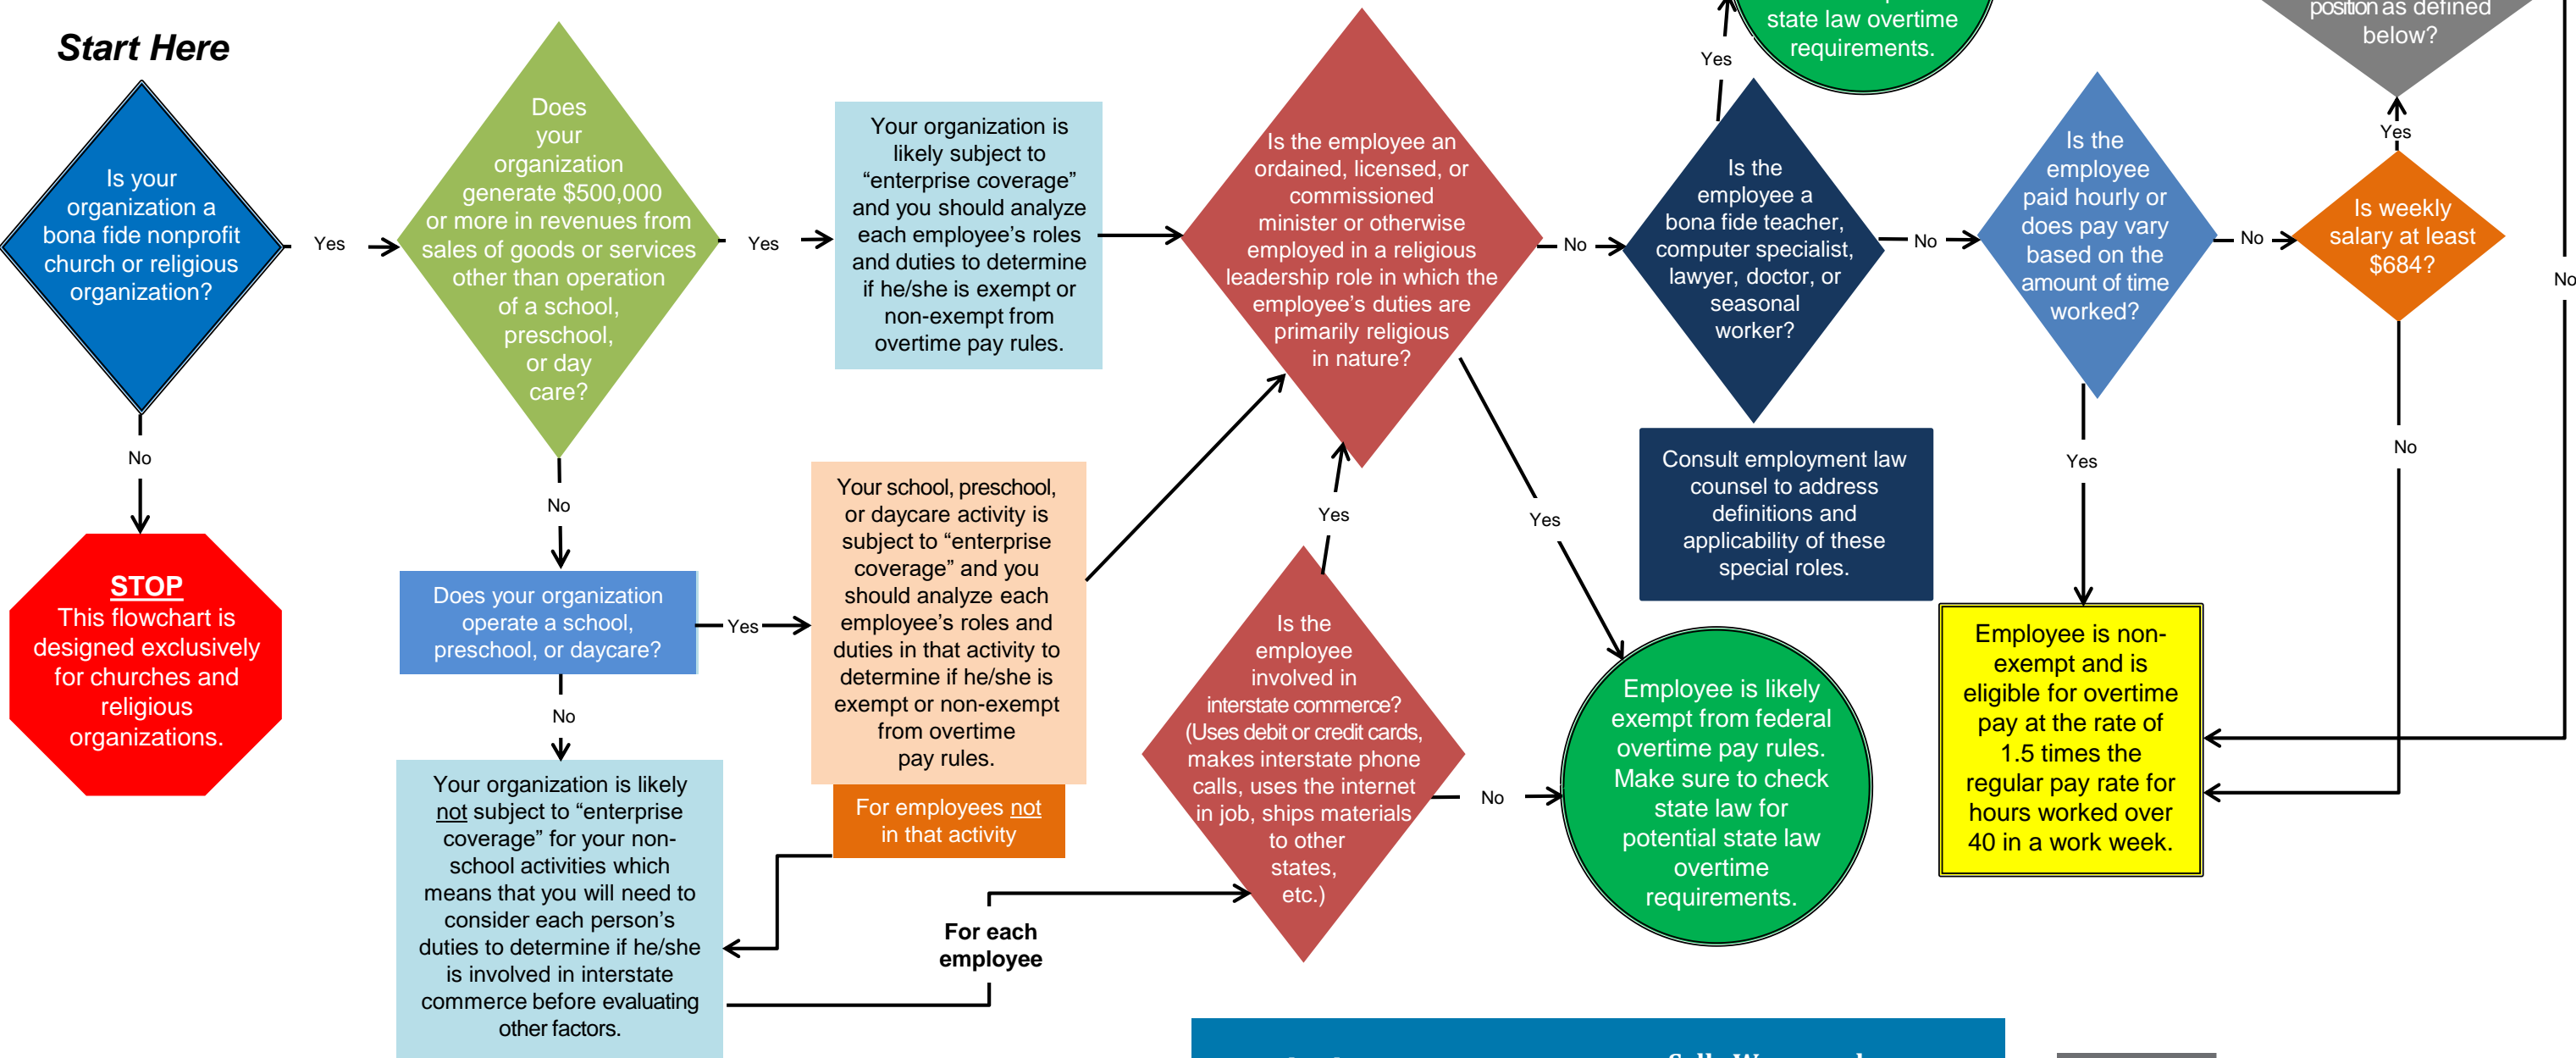 Start Here
Is your
organization a
bona fide nonprofit
church or religious
organization?
Yes
No
STOP
This flowchart is
designed exclusively
for churches and
religious
organizations.
Does
your
organization
generate $500,000
or more in revenues from
sales of goods or services
other than operation
of a school,
preschool,
or day
care?
Yes
No
Your organization is
likely subject to
“enterprise coverage”
and you should analyze
each employee’s roles
and duties to determine
if he/she is exempt or
non-exempt from
overtime pay rules.
Does your organization
operate a school,
preschool, or daycare?
Yes
No
Your school, preschool,
or daycare activity is
subject to “enterprise
coverage” and you
should analyze each
employee’s roles and
duties in that activity to
determine if he/she is
exempt or non-exempt
from overtime
pay rules.
For employees not
in that activity
Your organization is likely
not subject to “enterprise
coverage” for your non-
school activities which
means that you will need to
consider each person’s
duties to determine if he/she
is involved in interstate
commerce before evaluating
other factors.
For each
employee
Is the
employee
involved in
interstate commerce?
(Uses debit or credit cards,
makes interstate phone
calls, uses the internet
in job, ships materials
to other
states,
etc.)
Yes
No
Is the employee an
ordained, licensed, or
commissioned
minister or otherwise
employed in a religious
leadership role in which the
employee’s duties are
primarily religious
in nature?
No
Yes
Employee is likely
exempt from federal
overtime pay rules.
Make sure to check
state law for
potential state law
overtime
requirements.
Is the
employee a
bona fide teacher,
computer specialist,
lawyer, doctor, or
seasonal
worker?
Yes
No
state law overtime
requirements.
Consult employment law
counsel to address
definitions and
applicability of these
special roles.
Is the
employee
paid hourly or
does pay vary
based on the
amount of time
worked?
No
Yes
Employee is non-
exempt and is
eligible for overtime
pay at the rate of
1.5 times the
regular pay rate for
hours worked over
40 in a work week.
Is weekly
salary at least
$684?
Yes
No
position as defined
below?
No